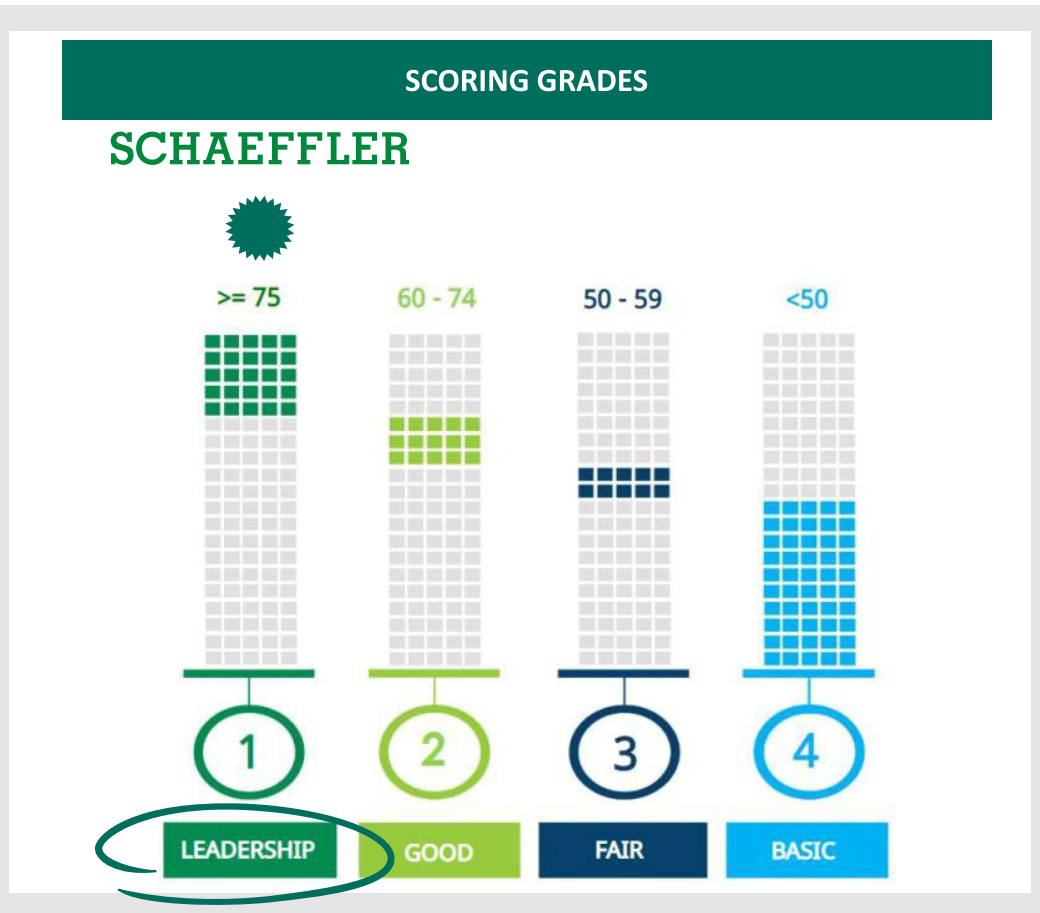 SCORING GRADES
SCHAEFFLER
>= 75 60 - 74 50 - 59 <50
1 2 3 4
LEADERSHIP GOOD FAIR BASIC